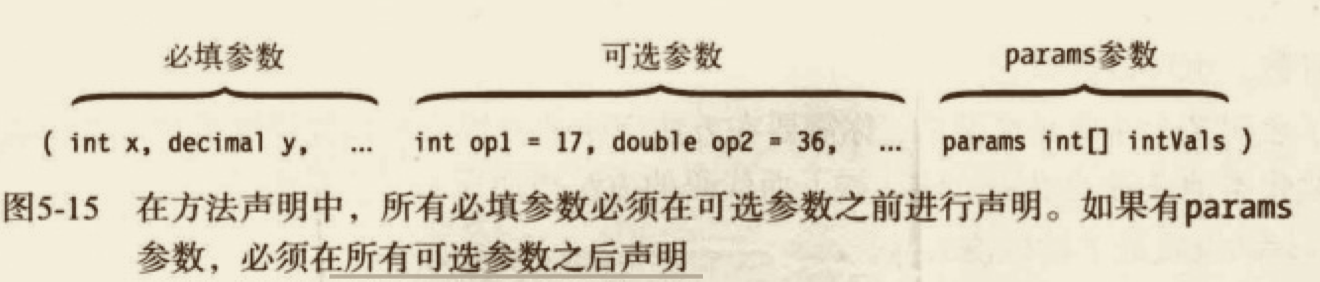 必填参数 可选参数 params参数
( int x, decimal y, ... int op1 = 17, double op2 = 36, ... params int[] intVals )
图5-15 在方法声明中，所有必填参数必须在可选参数之前进行声明。如果有params
参数，必须在所有可选参数之后声明